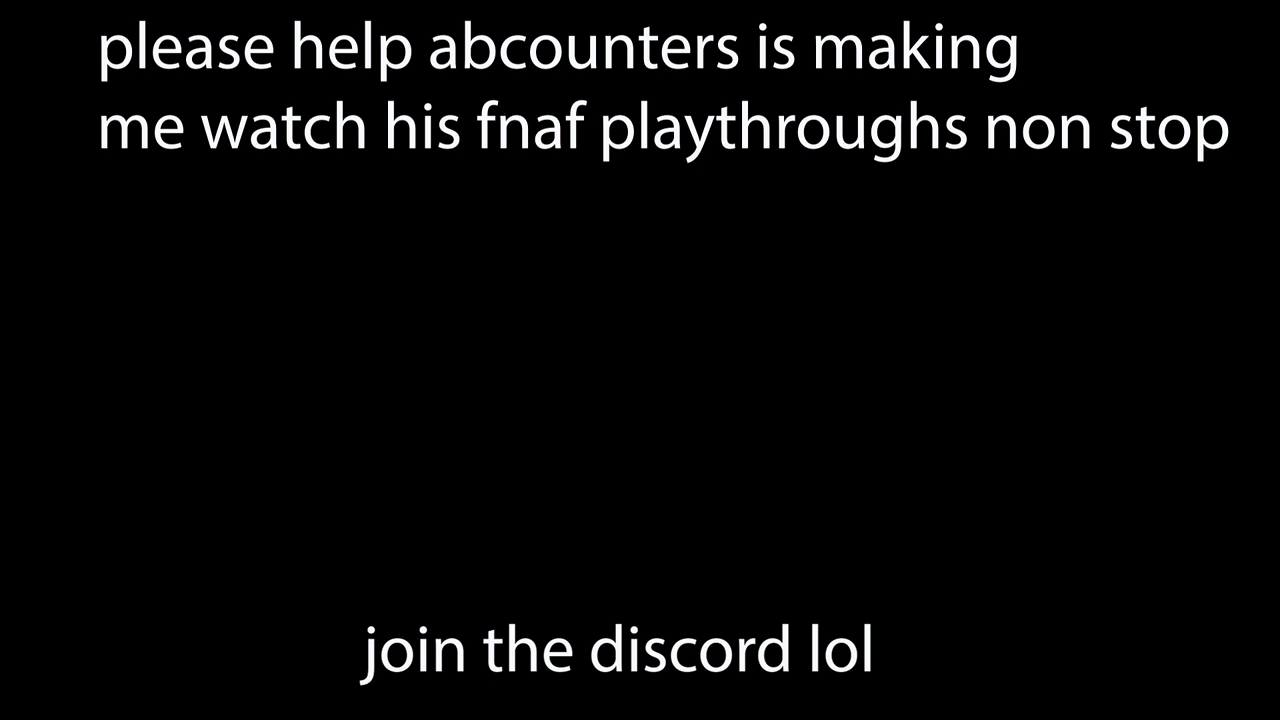 please help abcounters is making
me watch his fnaf playthroughs non stop
join the discord lol